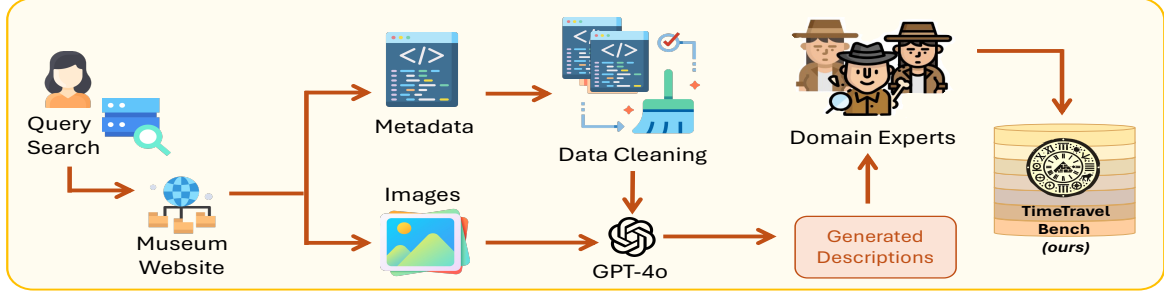 Query
Search
Museum
Website
</>
Metadata
Images
</>
</>
Data Cleaning
GPT-4o
Generated
Descriptions
Domain Experts
TimeTravel
Bench
(ours)